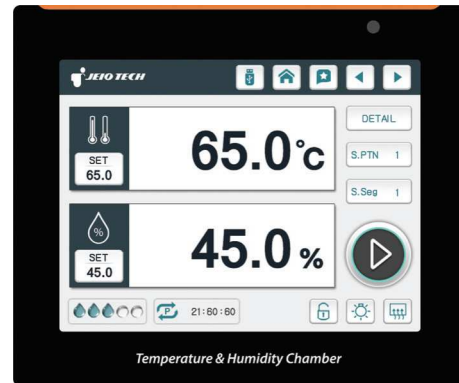 JEIO TECH
DETAIL
65.0°C
SET
65.0
S.PTN 1
S.Seg 1
%
45.0 %
SET
45.0
P
21:60:60
Temperature & Humidity Chamber